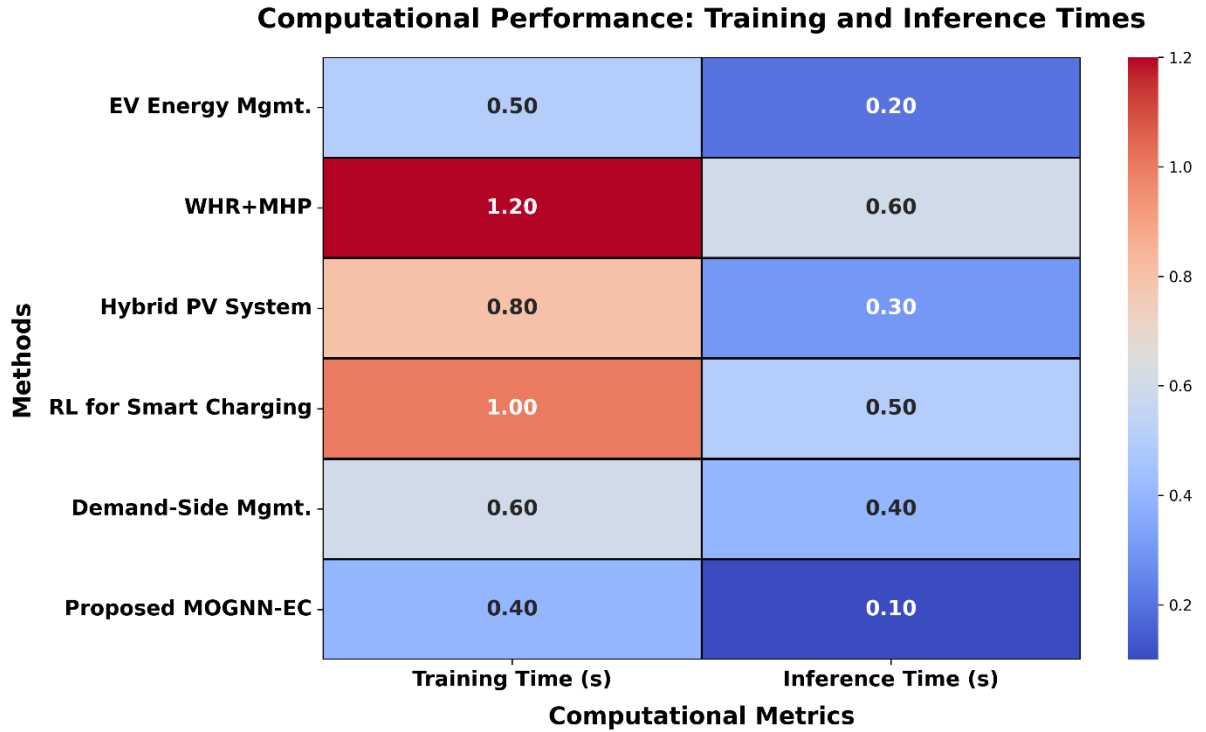 Computational Performance: Training and Inference Times
Methods
EV Energy Mgmt. 0.50 0.20
WHR+MHP 1.20 0.60
Hybrid PV System 0.80 0.30
RL for Smart Charging 1.00 0.50
Demand-Side Mgmt. 0.60 0.40
Proposed MOGNN-EC 0.40 0.10
Training Time (s) Inference Time (s)
Computational Metrics
1.2
1.0
0.8
0.6
0.4
0.2